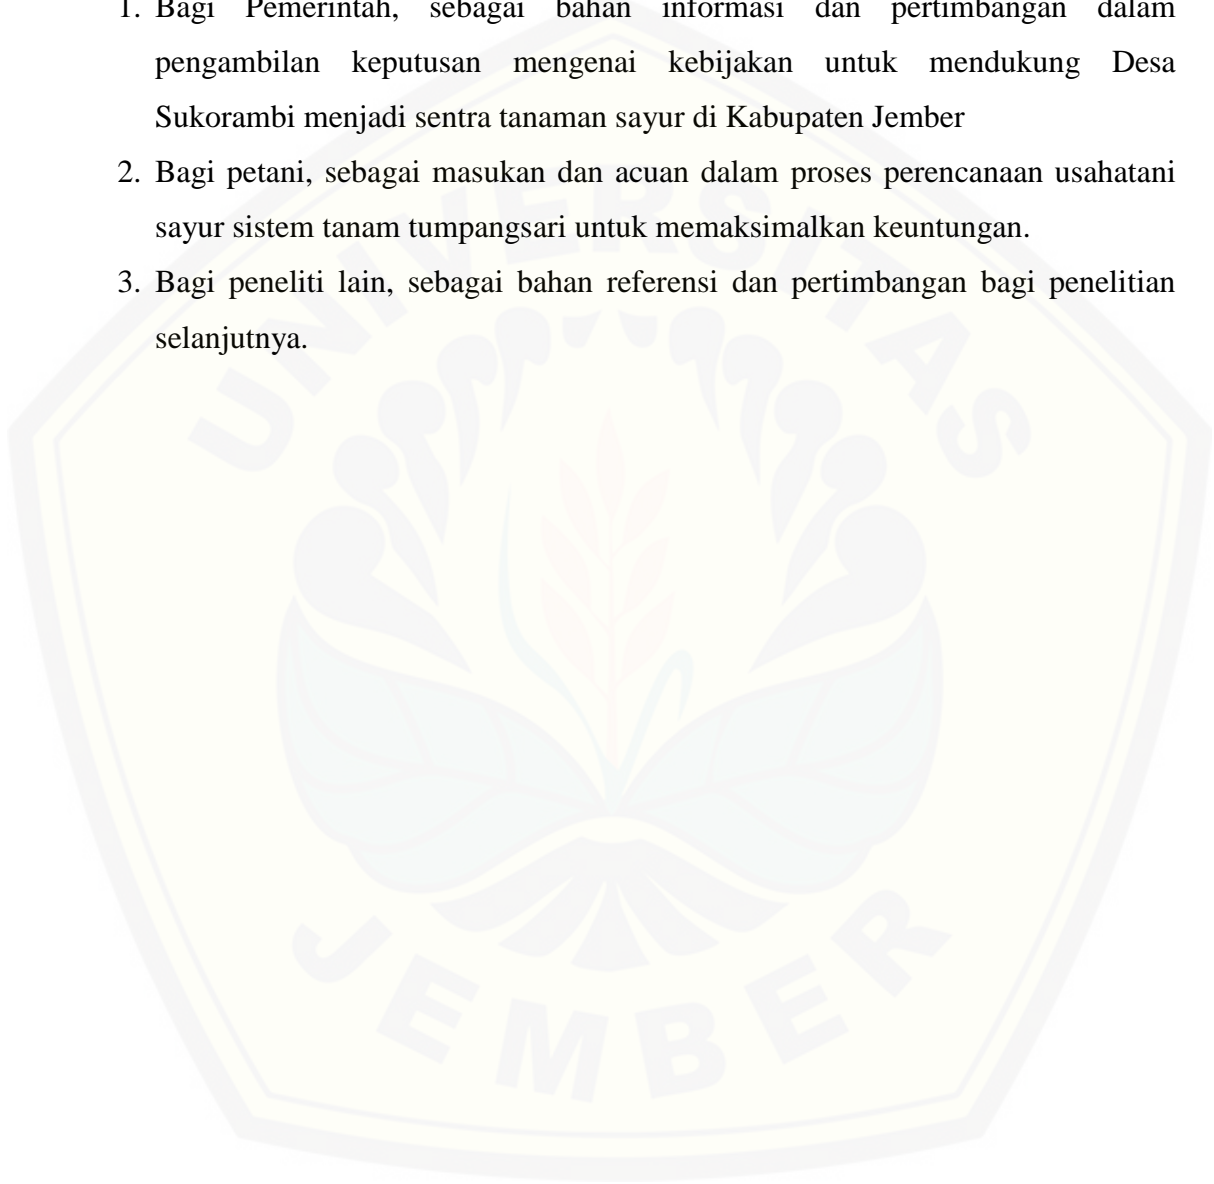 1. Bagi Pemerintah, sebagai bahan informasi dan pertimbangan dalam
pengambilan keputusan mengenai kebijakan untuk mendukung Desa
Sukorambi menjadi sentra tanaman sayur di Kabupaten Jember
2. Bagi petani, sebagai masukan dan acuan dalam proses perencanaan usahatani
sayur sistem tanam tumpangsari untuk memaksimalkan keuntungan.
3. Bagi peneliti lain, sebagai bahan referensi dan pertimbangan bagi penelitian
selanjutnya.
UNIVERSITAS
JEMBER